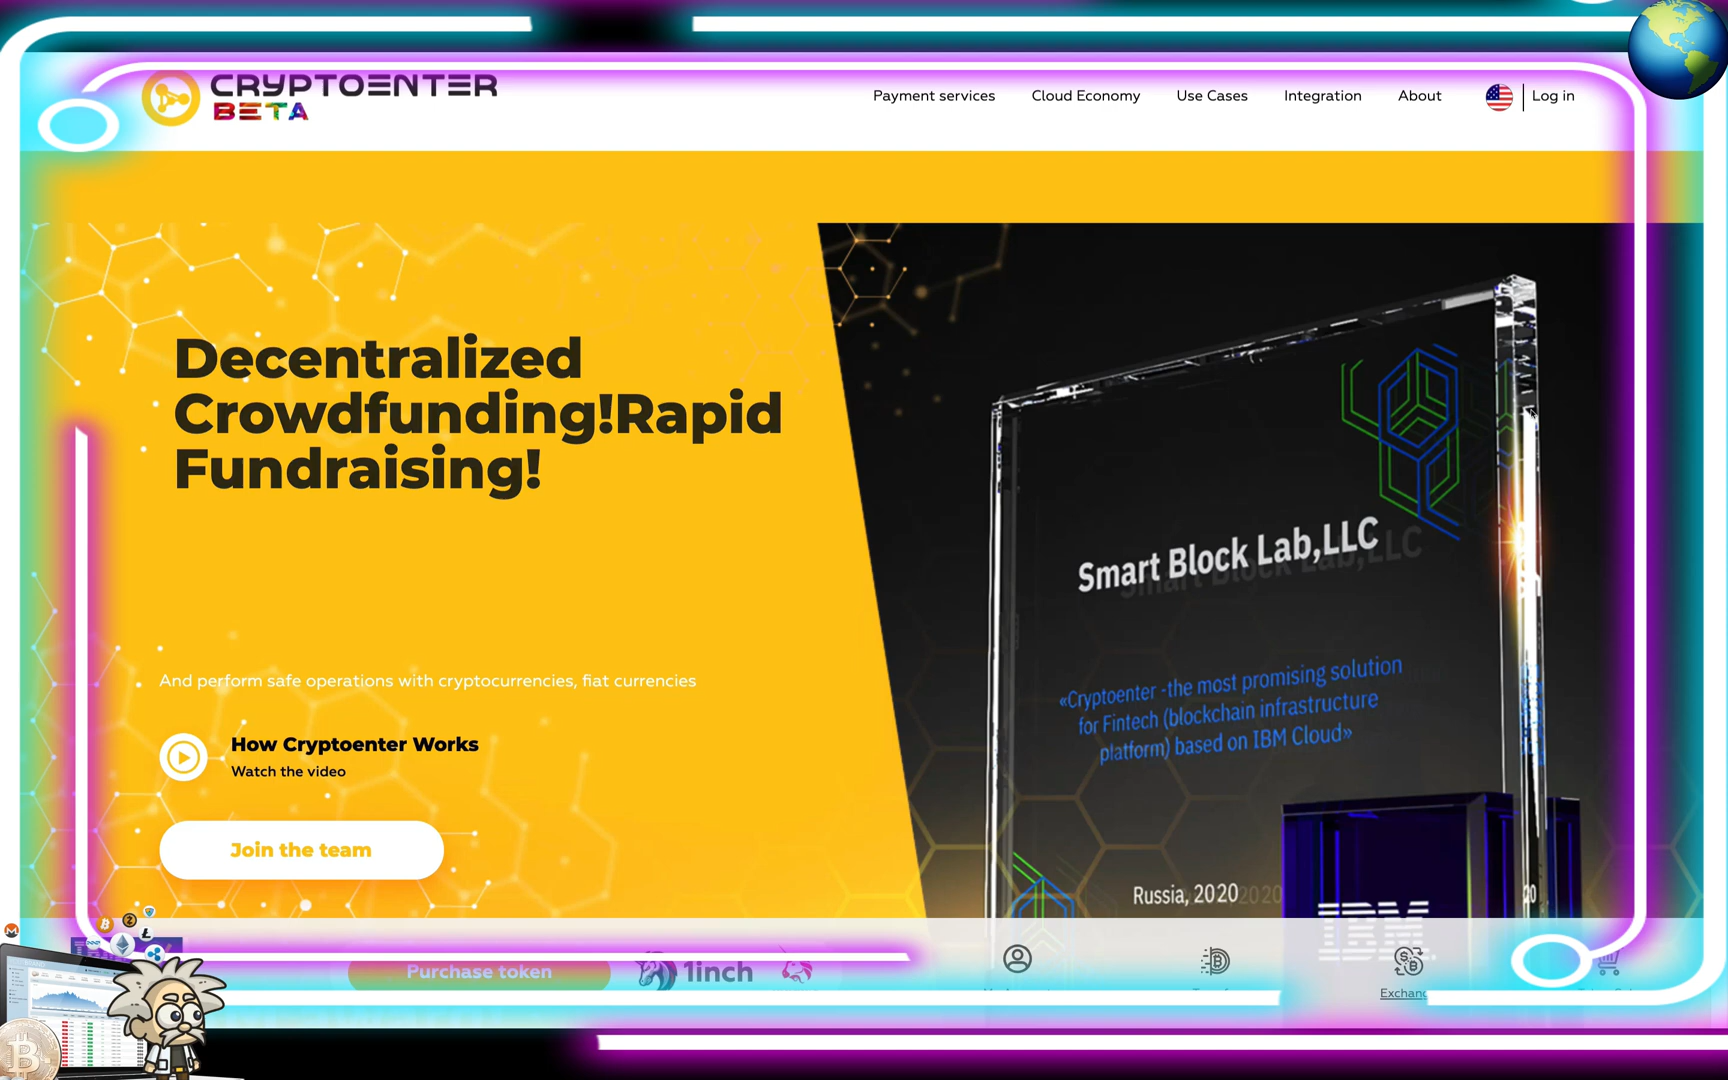 CRYPTOENTER
BETA
Payment services
Cloud Economy
Use Cases
Integration
About
Log in
Decentralized
Crowdfunding!Rapid
Fundraising!
And perform safe operations with cryptocurrencies, fiat currencies
How Cryptoenter Works
Watch the video
Join the team
Smart Block Lab,LLC
«Cryptoenter -the most promising solution
for Fintech (blockchain infrastructure
platform) based on IBM Cloud»
Russia, 2020
20
IBM
Purchase token
1inch